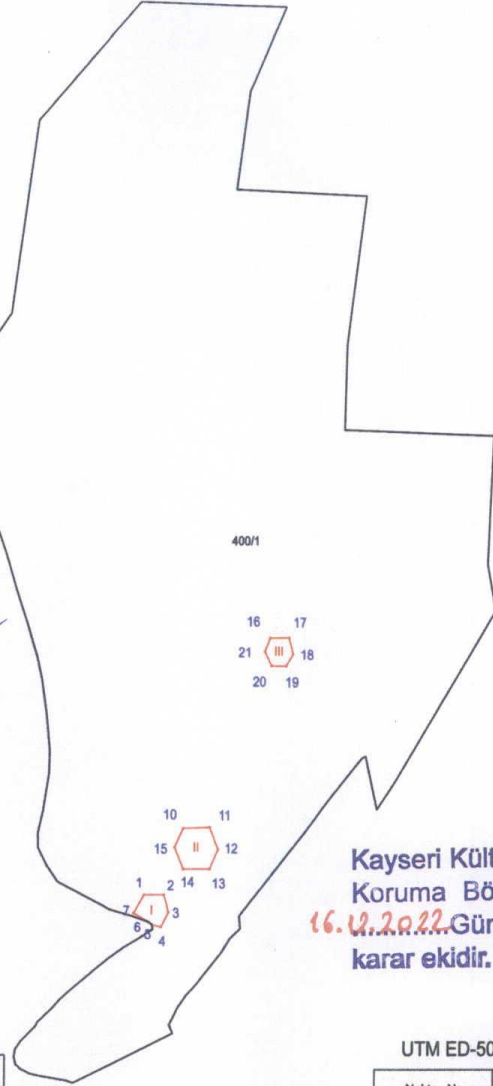 400/1
16 17
21 III 18
20 19
10 11
15 II 12
14 13
1 2
7 I 3
6 5 4
Kayseri Kült
Koruma Böl
16.12.2022 Gün
karar ekidir.
UTM ED-50